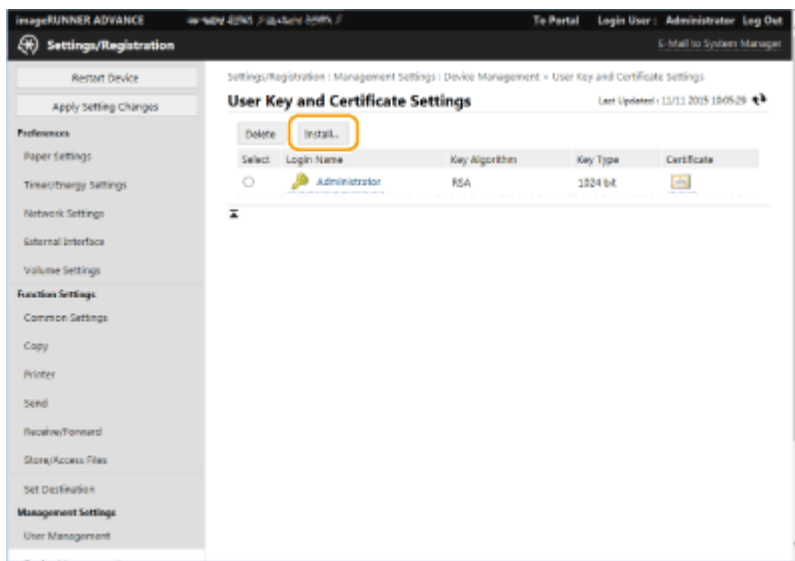 imageRUNNER ADVANCE
To Portal Login User : Administrator Log Out
Settings/Registration
E-Mail to System Manager
Restart Device
Apply Setting Changes
Settings/Registration : Management Settings : Device Management > User Key and Certificate Settings
User Key and Certificate Settings
Last Updated : 11/11 2015 10:05:29
Delete
Install...
Select Login Name Key Algorithm Key Type Certificate
Administrator RSA 1024 bit
Preferences
Paper Settings
Timer/Energy Settings
Network Settings
External Interface
Volume Settings
Function Settings
Common Settings
Copy
Printer
Send
Receive/Forward
Store/Access Files
Set Destination
Management Settings
User Management